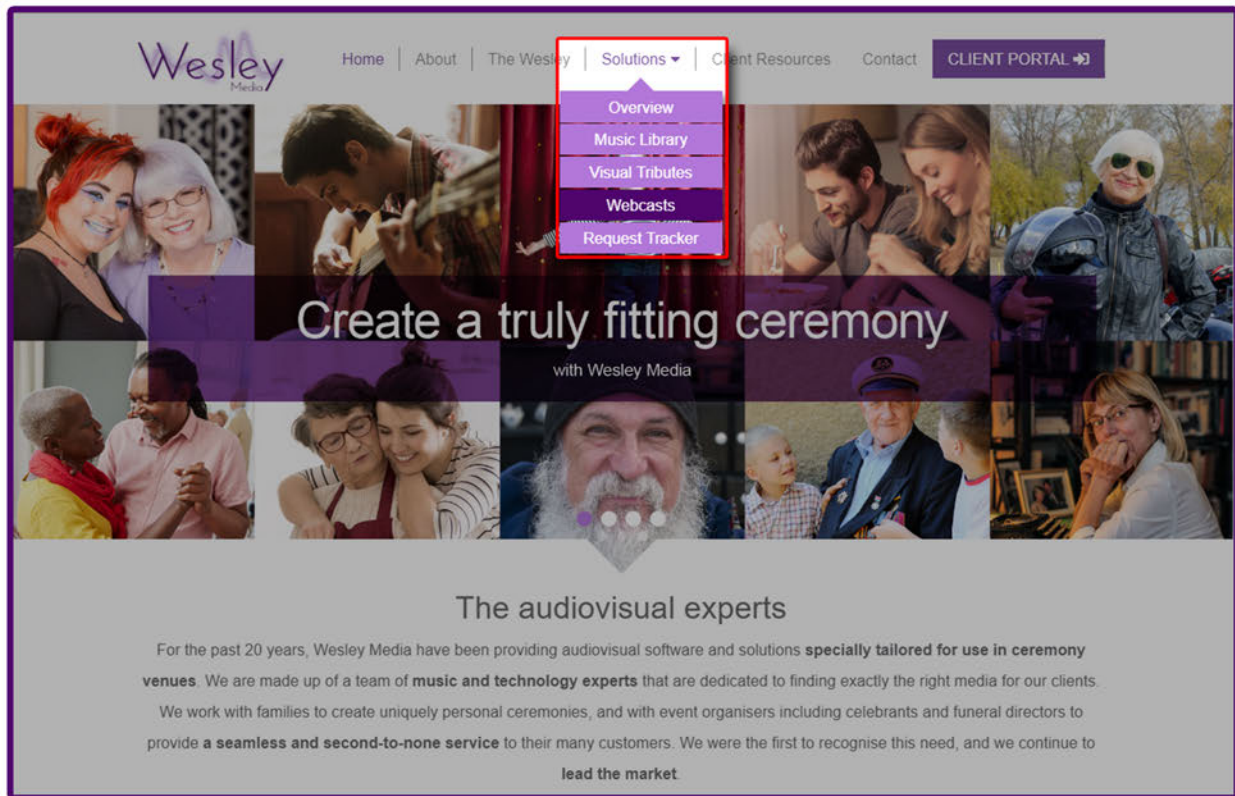 Wesley
Media
Home | About | The Wesley | Solutions | Client Resources Contact CLIENT PORTAL
Overview
Music Library
Visual Tributes
Webcasts
Request Tracker
Create a truly fitting ceremony
with Wesley Media
The audiovisual experts
For the past 20 years, Wesley Media have been providing audiovisual software and solutions specially tailored for use in ceremony
venues. We are made up of a team of music and technology experts that are dedicated to finding exactly the right media for our clients.
We work with families to create uniquely personal ceremonies, and with event organisers including celebrants and funeral directors to
provide a seamless and second-to-none service to their many customers. We were the first to recognise this need, and we continue to
lead the market.